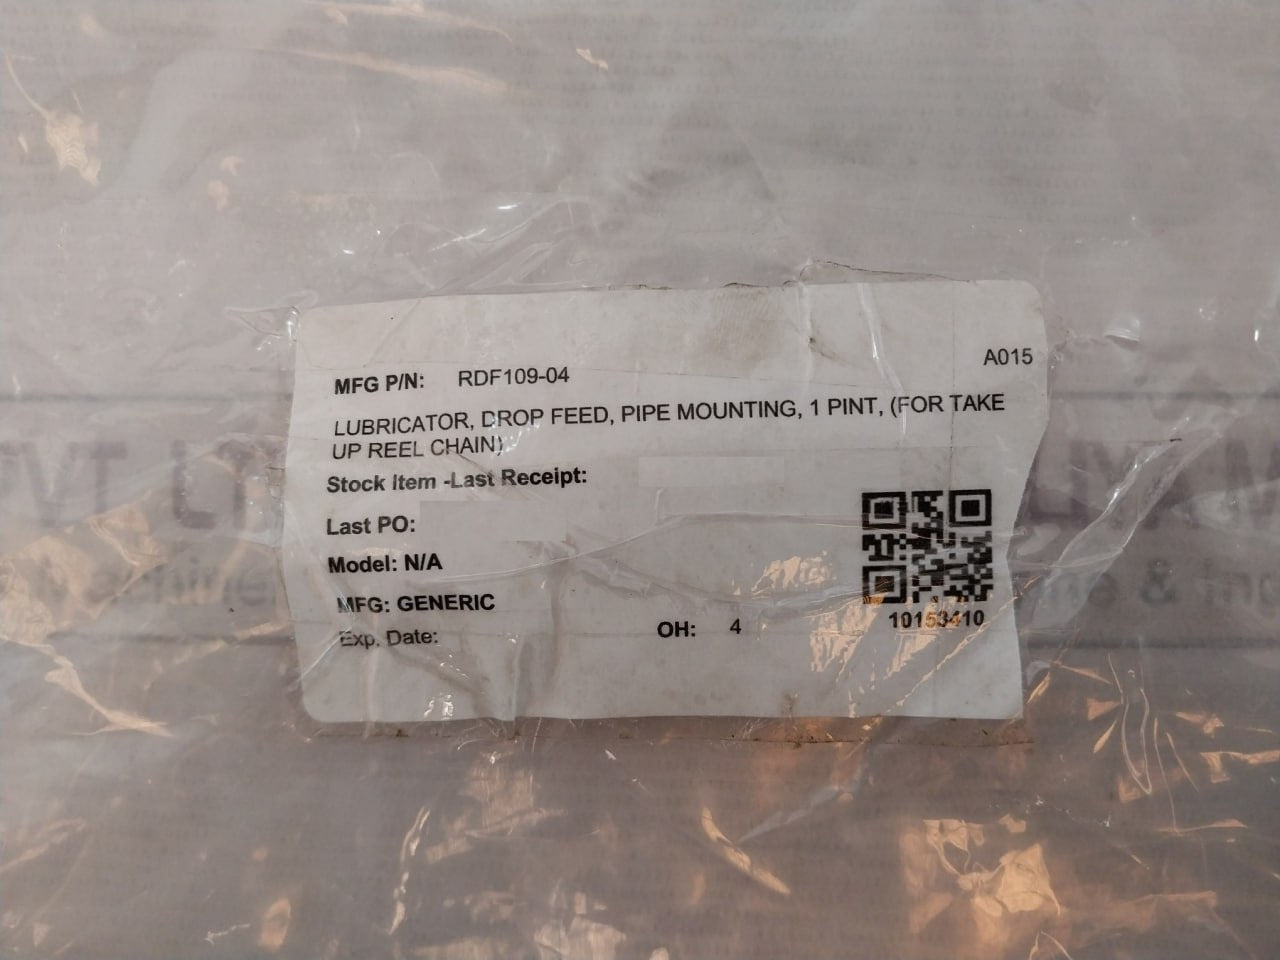 A015
MFG P/N: RDF109-04
LUBRICATOR, DROP FEED, PIPE MOUNTING, 1 PINT, (FOR TAKE
UP REEL CHAIN)
Stock Item -Last Receipt:
Last PO:
Model: N/A
MFG: GENERIC
Exp. Date:
OH: 4
10153410